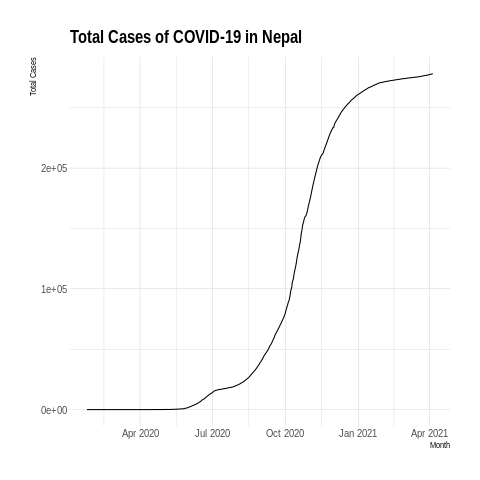 Total Cases of COVID-19 in Nepal
Total Cases
2e+05
1e+05
0e+00
Apr 2020 Jul 2020 Oct 2020 Jan 2021 Apr 2021
Month